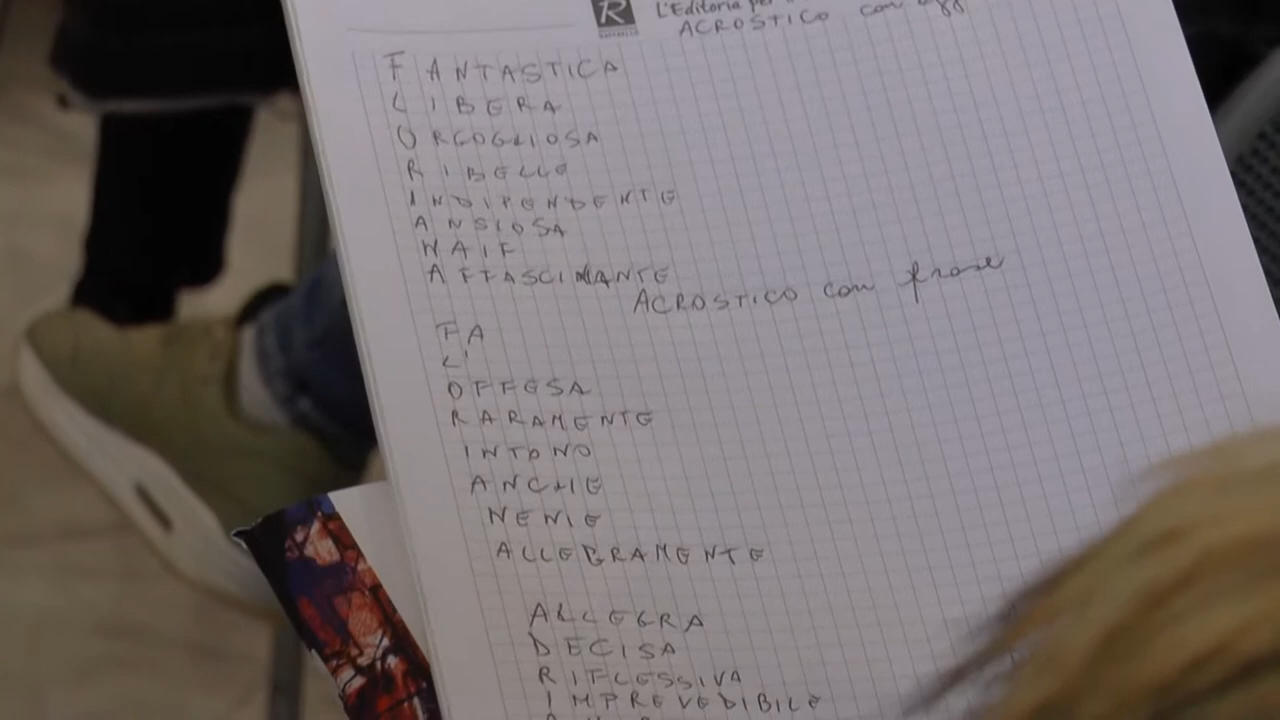 R L'Editoria per
ACROSTICO con
FANTASTICA
LIBERA
ORGOGLIOSA
RIBELLE
INDIPENDENTE
ANSIOSA
NAIF
AFFASCINANTE
ACROSTICO con frase
FA
L'
OFFESA
RARAMENTE
INTONO
ANCHE
NENIE
ALLEGRAMENTE
ALLEGRA
DECISA
RIFLESSIVA
IMPREVEDIBILE